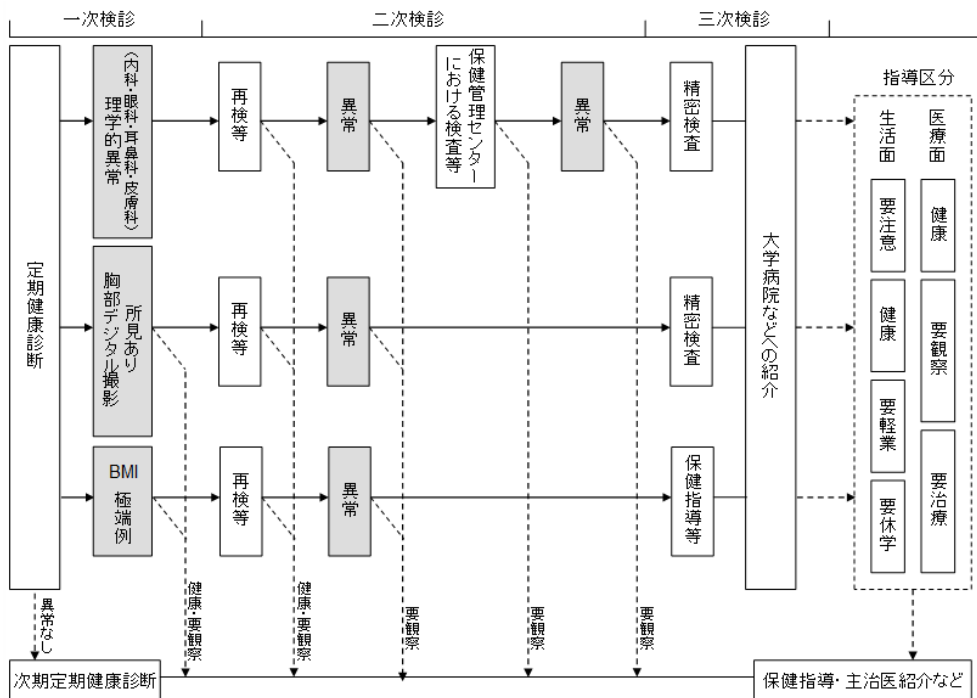 一次検診
二次検診
三次検診
定期健康診断
理学的異常
(内科・眼科・耳鼻科・皮膚科)
再検等
異常
保健管理センター
における検査等
異常
精密検査
大学病院などへの紹介
指導区分
医療面
生活面
健康
要観察
要治療
要注意
健康
要軽業
要休学
胸部デジタル撮影
所見あり
再検等
異常
精密検査
BMI
極端例
再検等
異常
保健指導等
異常なし
健康・要観察
健康・要観察
要観察
要観察
要観察
次期定期健康診断
保健指導・主治医紹介など